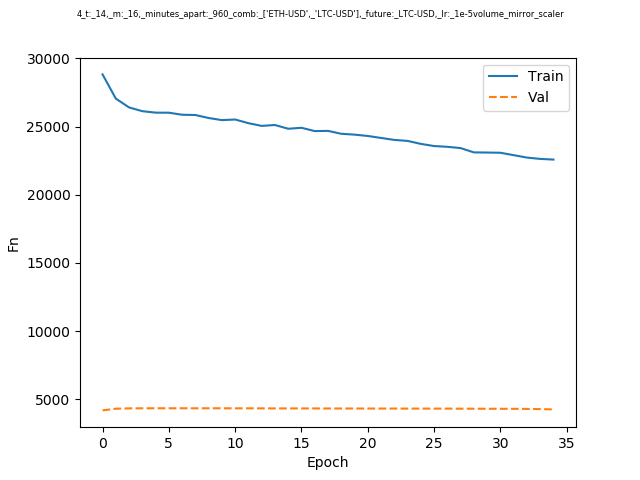 4_t:_14,_m:_16,_minutes_apart:_960_comb:_['ETH-USD',_'LTC-USD'],_future:_LTC-USD,_lr:_1e-5volume_mirror_scaler
Train
Val
30000
25000
20000
15000
10000
5000
Fn
0 5 10 15 20 25 30 35
Epoch